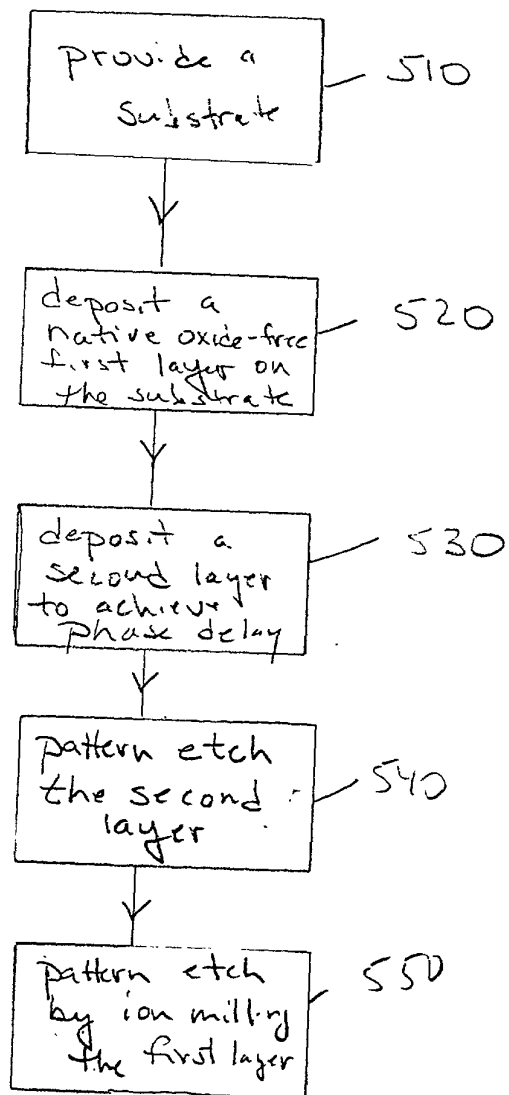 provide a
substrate
510
deposit a
native oxide-free
first layer on
the substrate
520
deposit a
second layer
to achieve
phase delay
530
pattern etch
the second
layer
540
pattern etch
by ion milling
the first layer
550